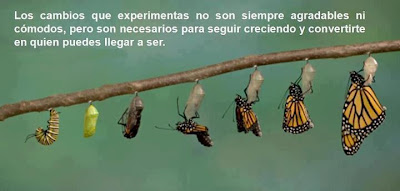 Los cambios que experimentas no son siempre agradables ni
cómodos, pero son necesarios para seguir creciendo y convertirte
en quien puedes llegar a ser.